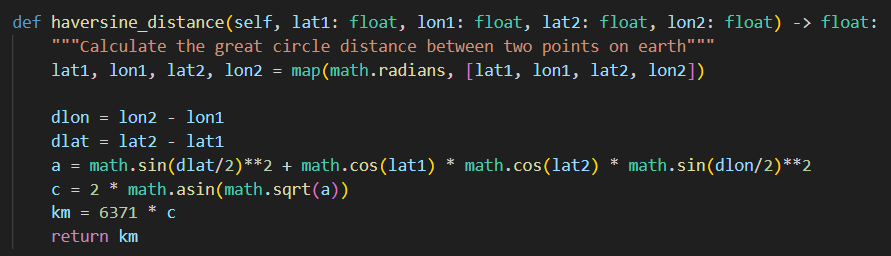 def haversine_distance(self, lat1: float, lon1: float, lat2: float, lon2: float) -> float:
    """Calculate the great circle distance between two points on earth"""
    lat1, lon1, lat2, lon2 = map(math.radians, [lat1, lon1, lat2, lon2])

    dlon = lon2 - lon1
    dlat = lat2 - lat1
    a = math.sin(dlat/2)**2 + math.cos(lat1) * math.cos(lat2) * math.sin(dlon/2)**2
    c = 2 * math.asin(math.sqrt(a))
    km = 6371 * c
    return km